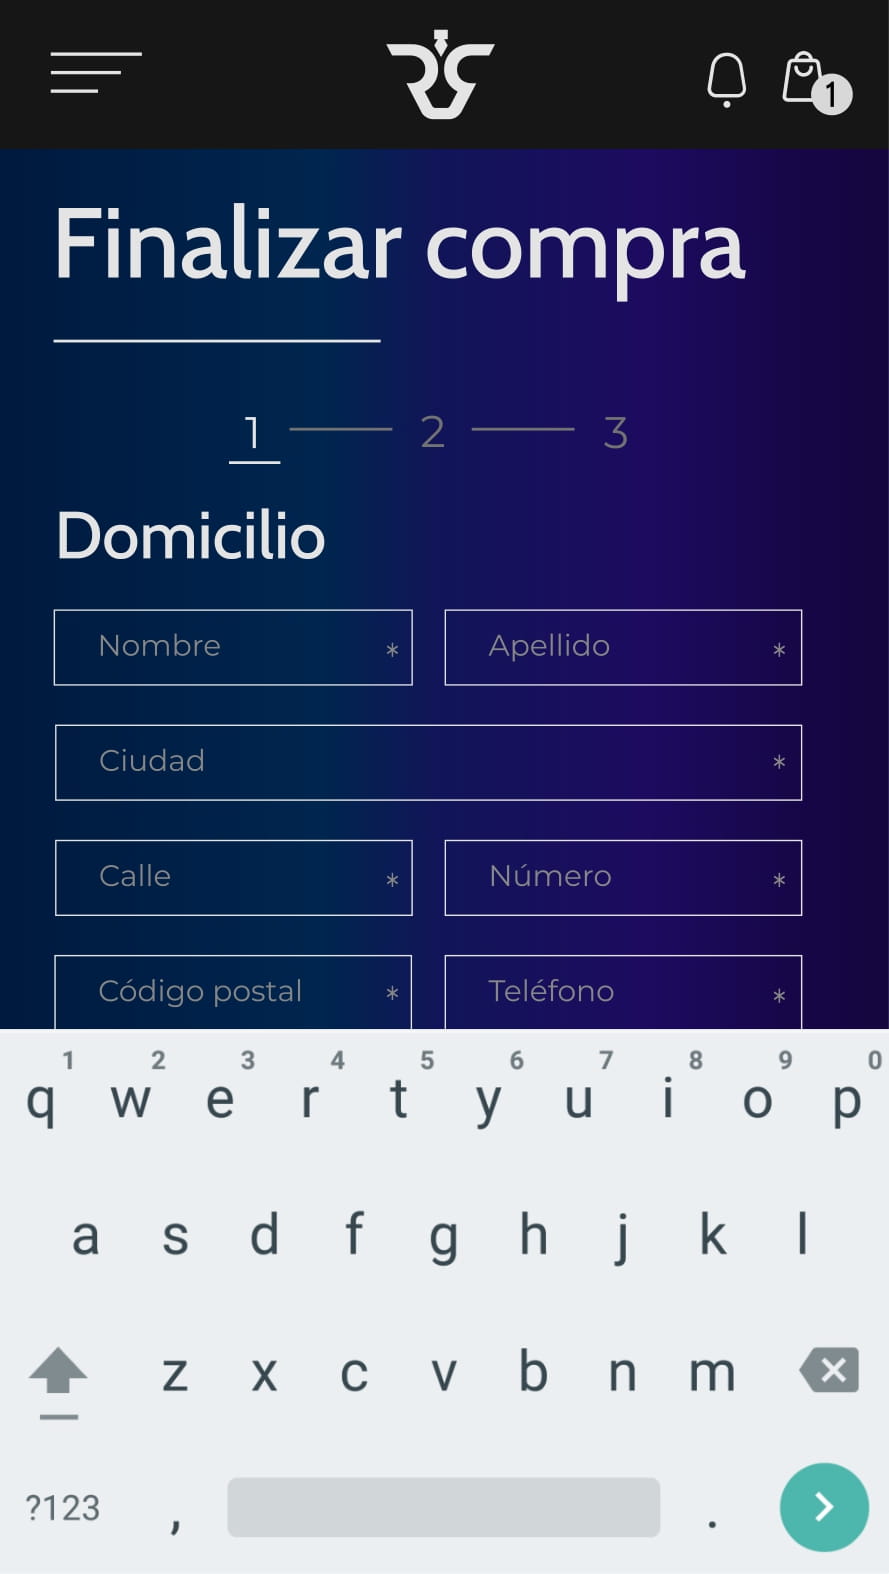 1
Finalizar compra
1 2 3
Domicilio
Nombre * Apellido *
Ciudad *
Calle * Número *
Código postal * Teléfono *
1 2 3 4 5 6 7 8 9 0
q w e r t y u i o p
a s d f g h j k l
z x c v b n m
?123 , .